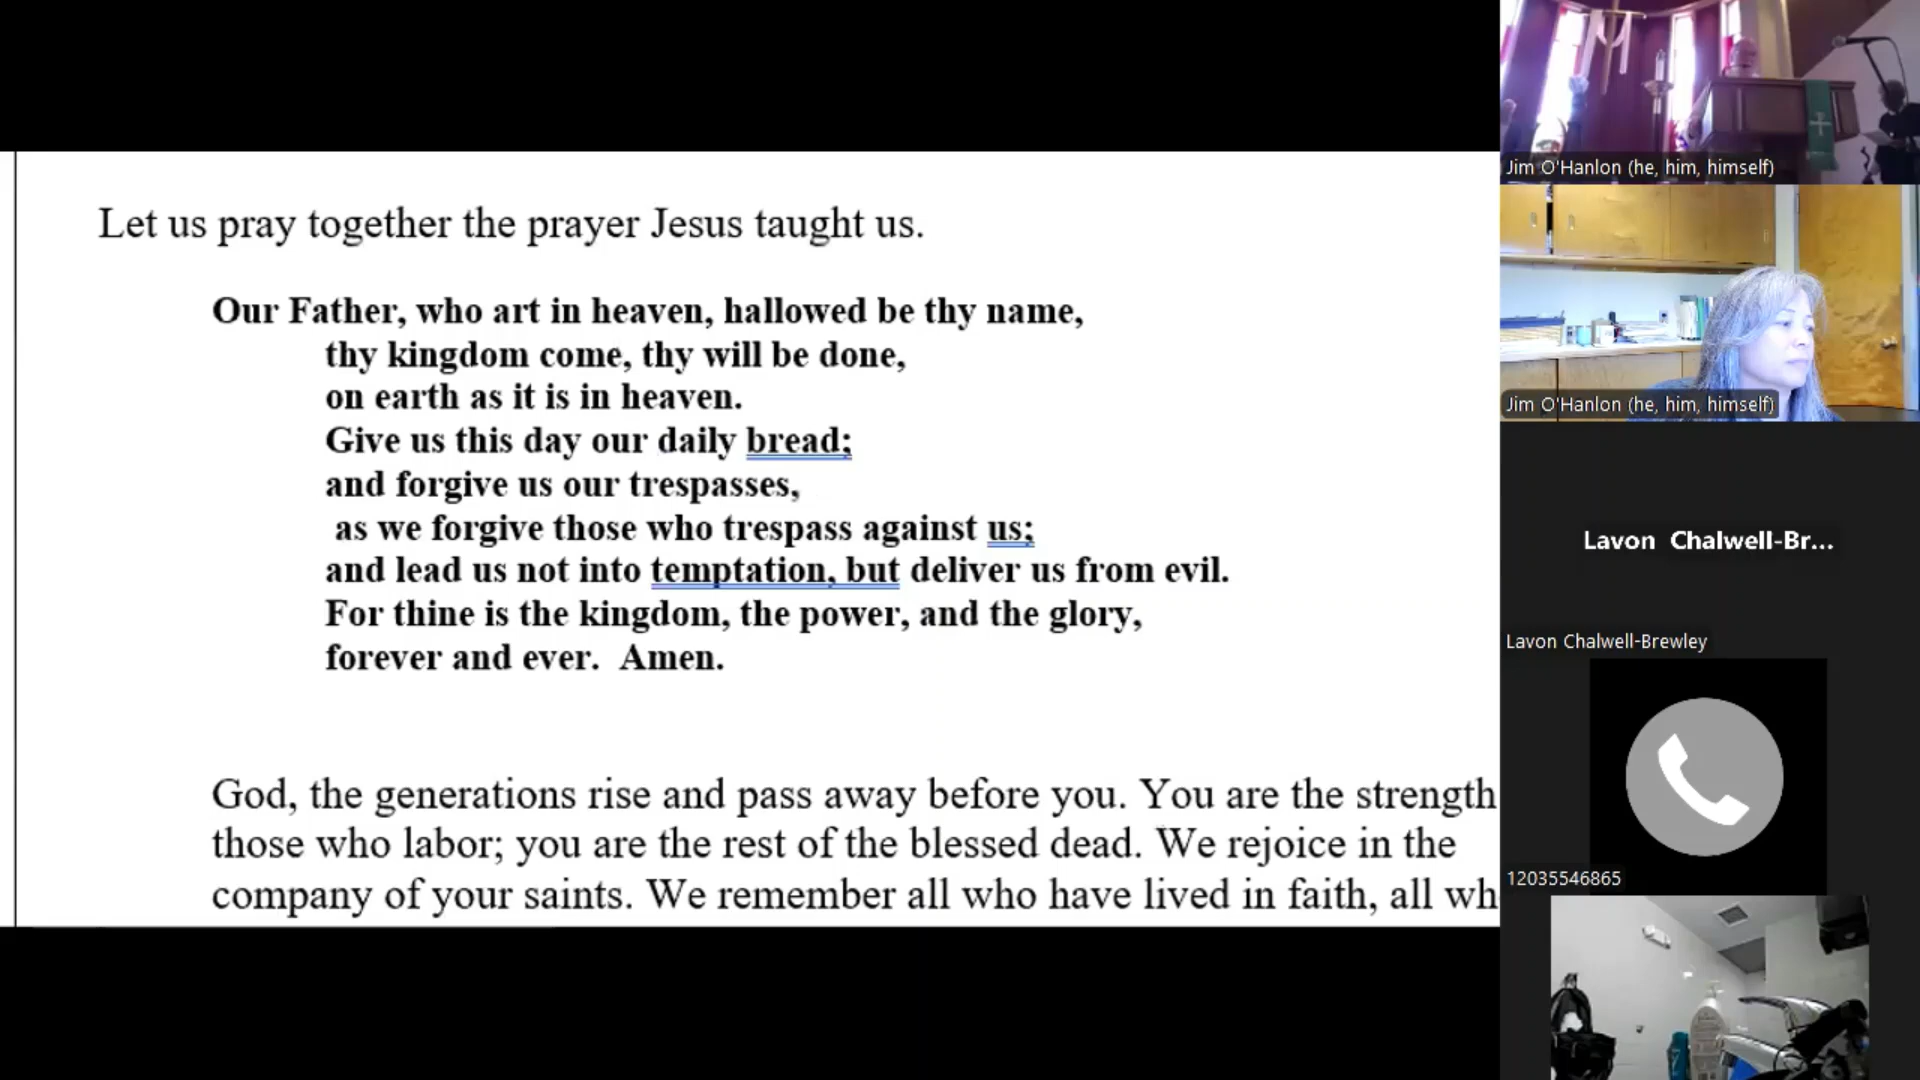 Let us pray together the prayer Jesus taught us.
Our Father, who art in heaven, hallowed be thy name,
thy kingdom come, thy will be done,
on earth as it is in heaven.
Give us this day our daily bread;
and forgive us our trespasses,
as we forgive those who trespass against us;
and lead us not into temptation, but deliver us from evil.
For thine is the kingdom, the power, and the glory,
forever and ever. Amen.
God, the generations rise and pass away before you. You are the strength
those who labor; you are the rest of the blessed dead. We rejoice in the
company of your saints. We remember all who have lived in faith, all wh
Jim O'Hanlon (he, him, himself)
Jim O'Hanlon (he, him, himself)
Lavon Chalwell-Br...
Lavon Chalwell-Brewley
12035546865